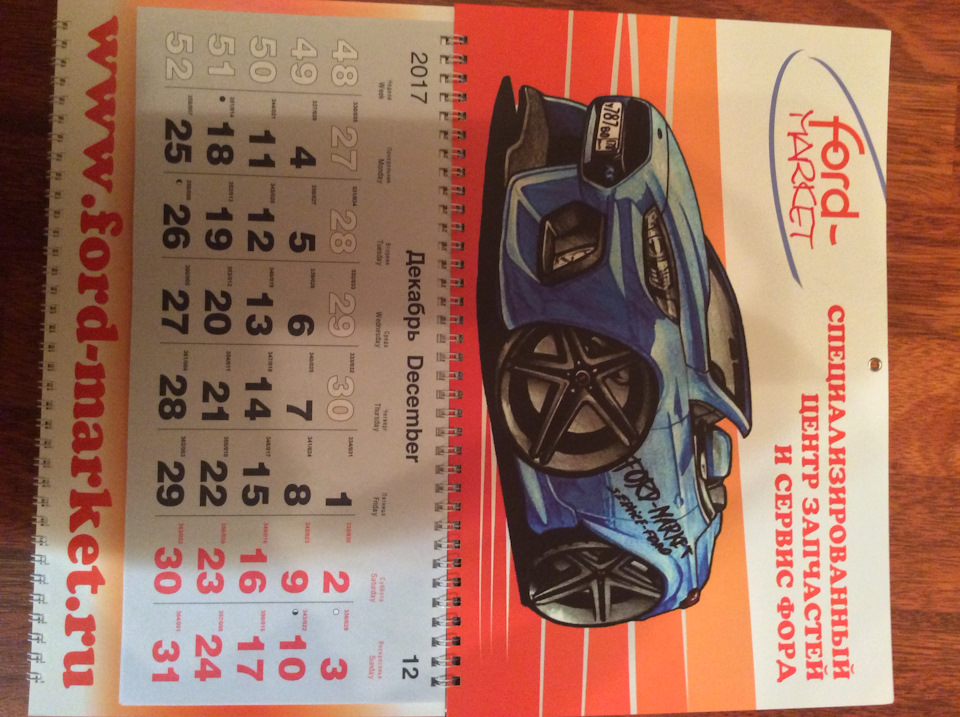 ford-
MARKET
СПЕЦИАЛИЗИРОВАННЫЙ
ЦЕНТР ЗАПЧАСТЕЙ
И СЕРВИС ФОРД
FORD-MARKET
SERVICE-FORD
2017 Декабрь December 12
Неделя Понедельник Вторник Среда Четверг Пятница Суббота Воскресенье
Week Monday Tuesday Wednesday Thursday Friday Saturday Sunday
48 27 28 29 30 1 2 3
49 4 5 6 7 8 9 10
50 11 12 13 14 15 16 17
51 18 19 20 21 22 23 24
52 25 26 27 28 29 30 31
www.ford-market.ru